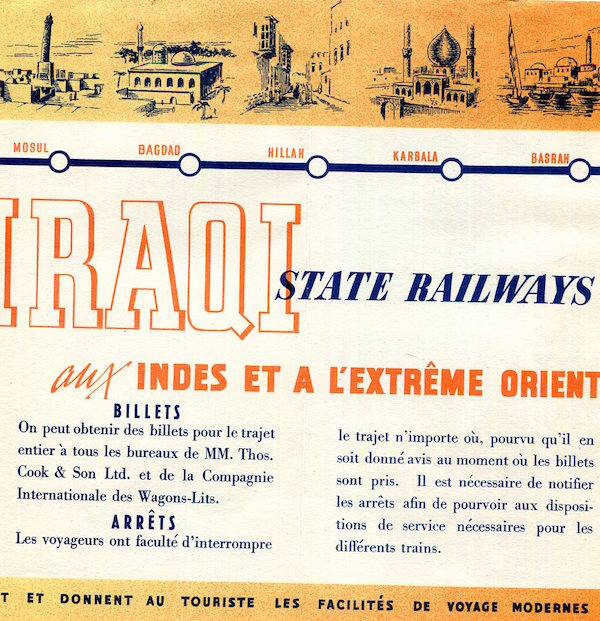 MOSUL
BAGDAD
HILLAH
KARBALA
BASRAH
IRAQI
STATE RAILWAYS
aux INDES ET A L'EXTRÊME ORIENT
BILLETS
On peut obtenir des billets pour le trajet
entier à tous les bureaux de MM. Thos.
Cook & Son Ltd. et de la Compagnie
Internationale des Wagons-Lits.
ARRÊTS
Les voyageurs ont faculté d'interrompre
le trajet n'importe où, pourvu qu'il en
soit donné avis au moment où les billets
sont pris. Il est nécessaire de notifier
les arrêts afin de pourvoir aux disposi-
tions de service nécessaires pour les
différents trains.
T ET DONNENT AU TOURISTE LES FACILITÉS DE VOYAGE MODERNES